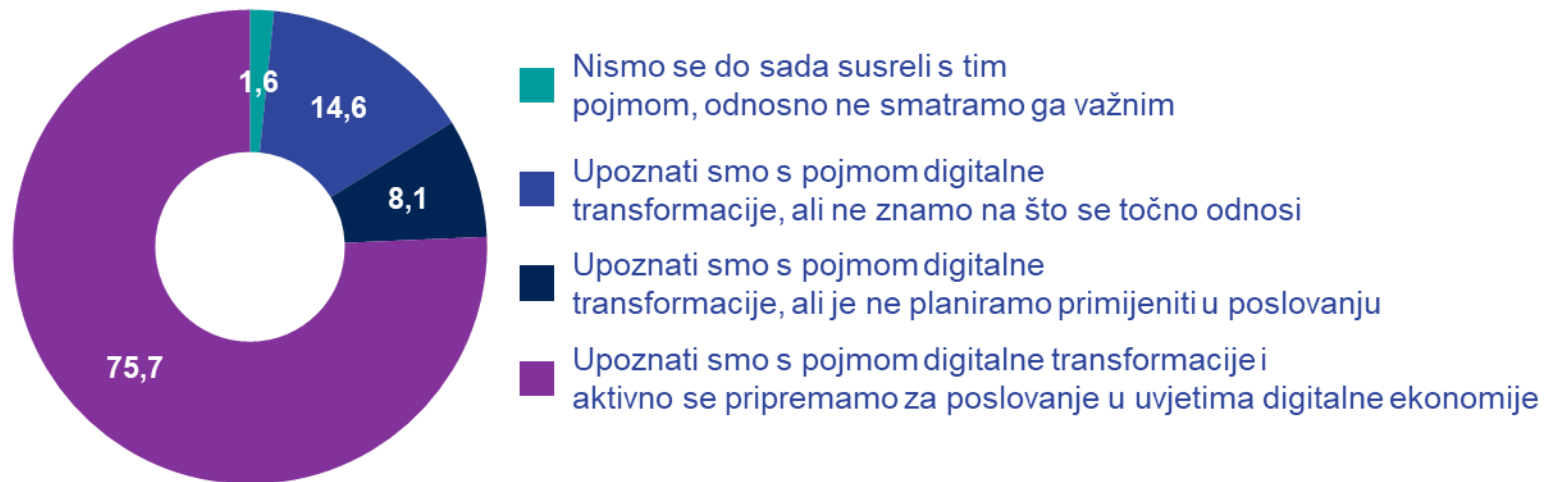 1,6
14,6
8,1
75,7
Nismo se do sada susreli s tim
pojmom, odnosno ne smatramo ga važnim
Upoznati smo s pojmom digitalne
transformacije, ali ne znamo na što se točno odnosi
Upoznati smo s pojmom digitalne
transformacije, ali je ne planiramo primijeniti u poslovanju
Upoznati smo s pojmom digitalne transformacije i
aktivno se pripremamo za poslovanje u uvjetima digitalne ekonomije